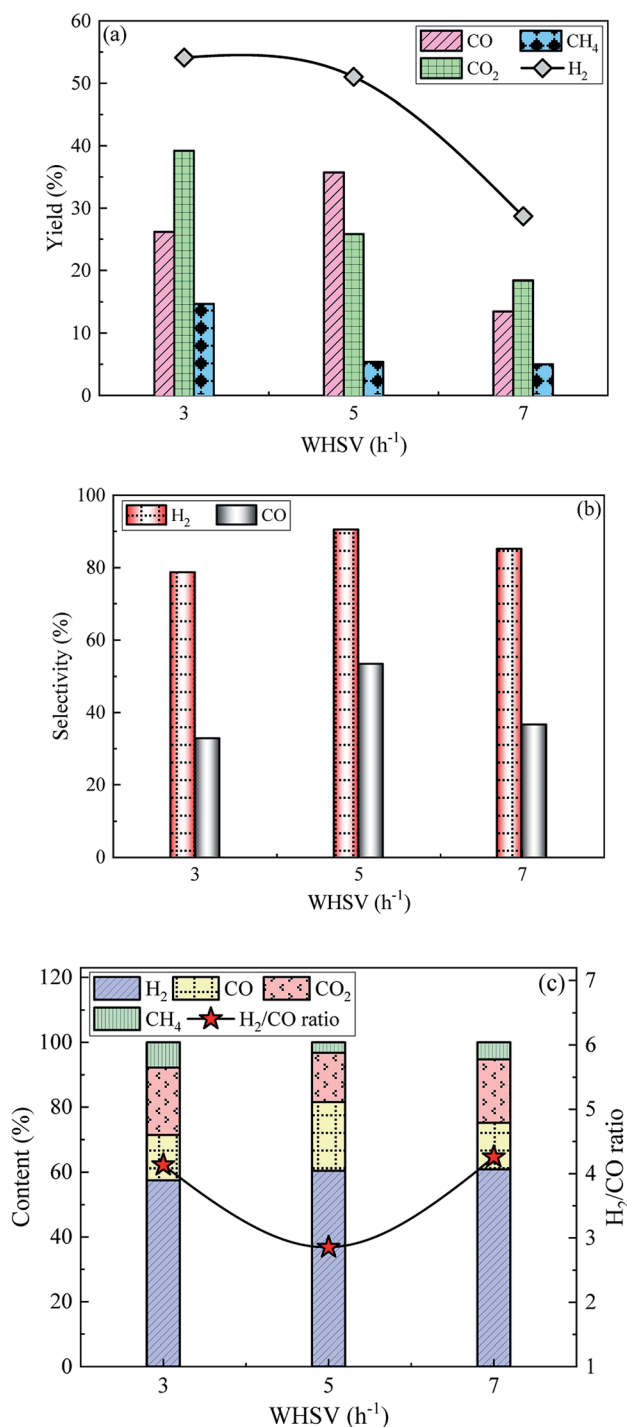 (a)
CO
CH4
CO2
H2
60
50
40
30
20
10
0
Yield (%)
3
5
7
WHSV (h-1)
H2
CO
(b)
100
80
60
40
20
0
Selectivity (%)
3
5
7
WHSV (h-1)
H2
CO
CO2
(c)
CH4
H2/CO ratio
120
100
80
60
40
20
0
Content (%)
7
6
5
4
3
2
1
H2/CO ratio
3
5
7
WHSV (h-1)